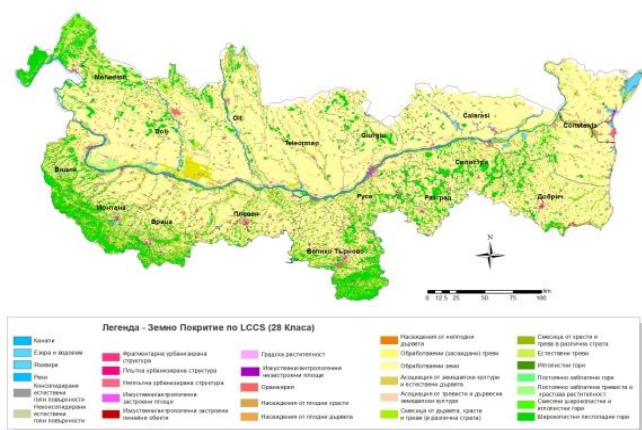 Mehedinti
Dolj
Olt
Teleorman
Giurgiu
Calarasi
Constanta
Видин
Монтана
Враца
Плевен
Велико Търново
Русе
Разград
Силистра
Добрич
N
km
0 12.5 25 50 75 100
Легенда - Земно Покритие по LCCS (28 Класа)
Канали
Езера и водоеми
Язовири
Реки
Консолидирани
естествени
голи повърхности
Неконсолидирани
естествени
голи повърхности
Фрагментарна урбанизирана
структура
Плътна урбанизирана структура
Неплътна урбанизирана структура
Изкуствени/антропогенни
застроени площи
Изкуствени/антропогенни застроени
линейни обекти
Градска растителност
Изкуствени/антропогенни
незастроени площи
Оранжерии
Насаждения от плодни храсти
Насаждения от плодни дървета
Насаждения от неплодни
дървета
Обработваеми (засявани) треви
Обработваеми земи
Асоциация от земеделски култури
и естествени дървета
Асоциация от тревисти и дървесни
земеделски култури
Смесица от дървета, храсти
и треви (в различна страта)
Смесица от храсти и
треви в различна страта
Естествени треви
Иглолистни гори
Постоянно заблатени гори
Постоянно заблатена тревиста и
храстова растителност
Смесени широколистни и
иглолистни гори
Широколистни листопадни гори